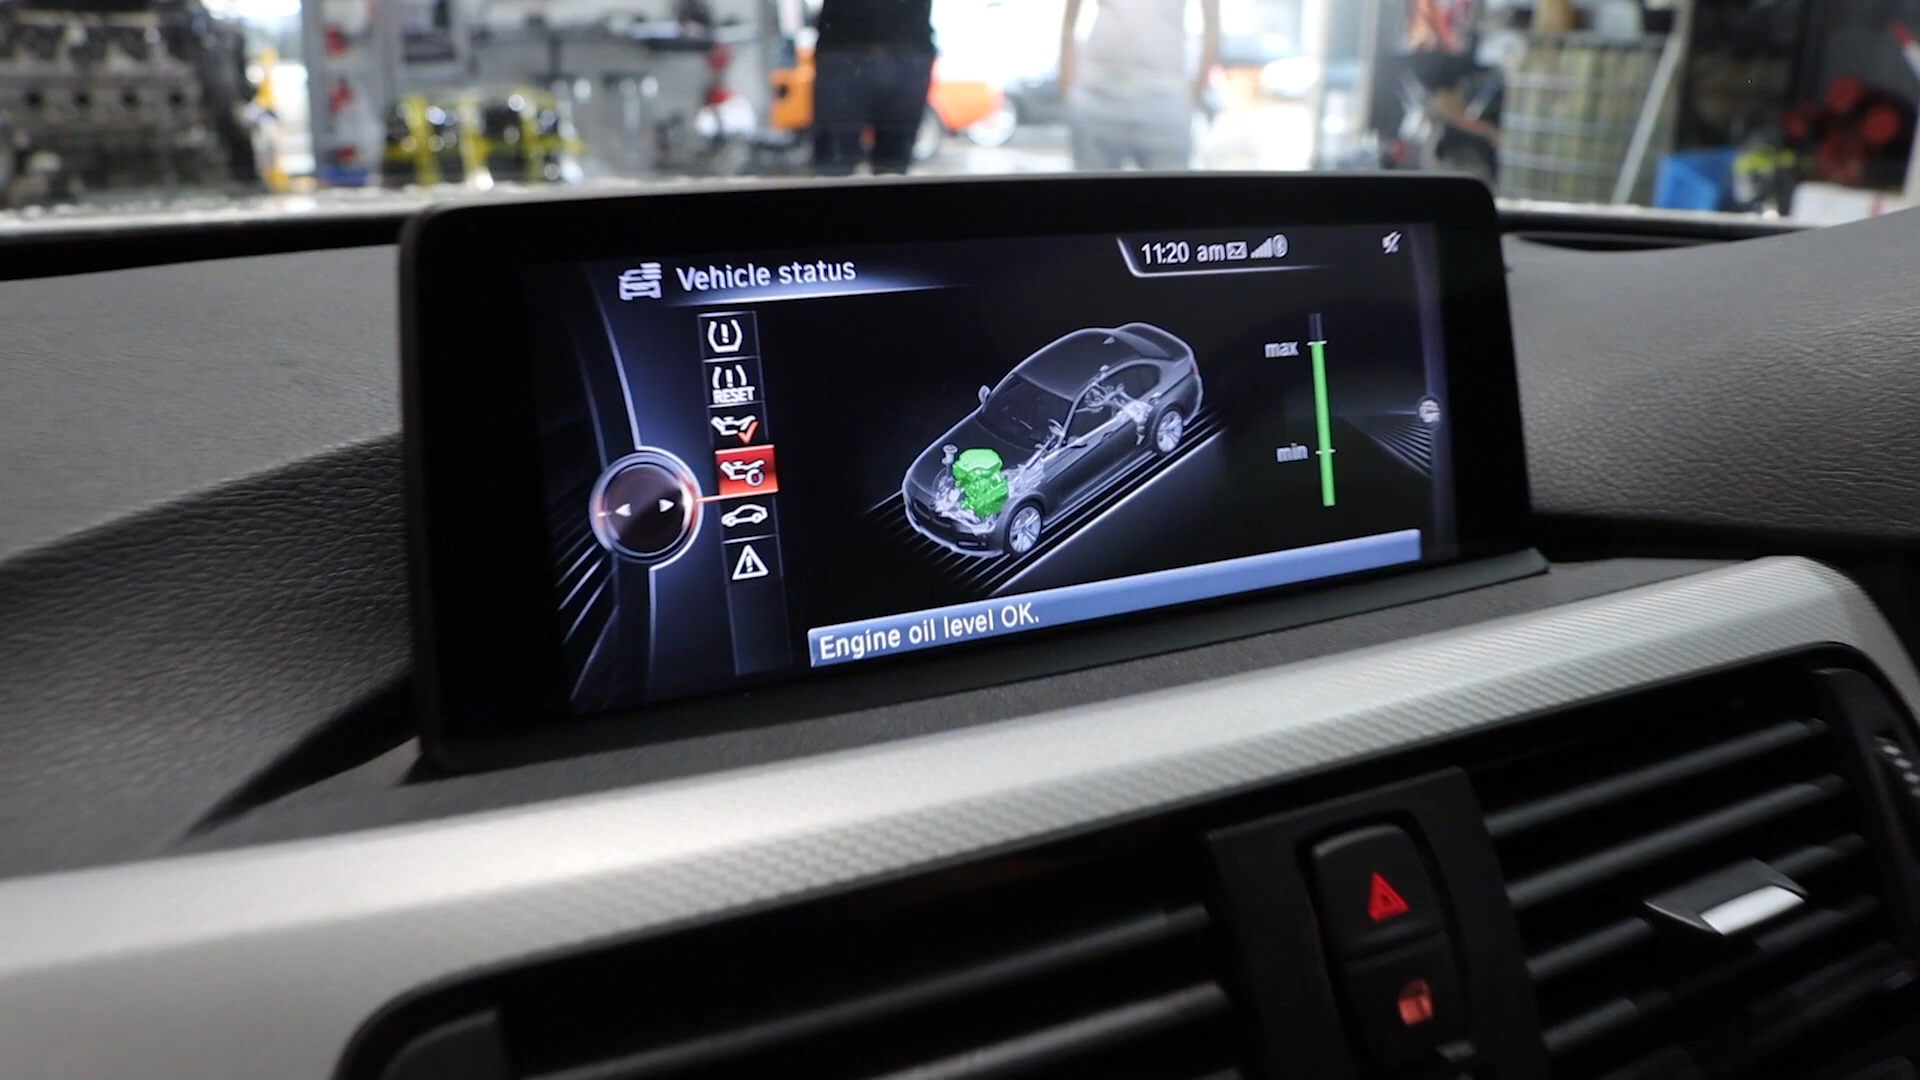 Vehicle status
11:20 am
RESET
max
min
Engine oil level OK.